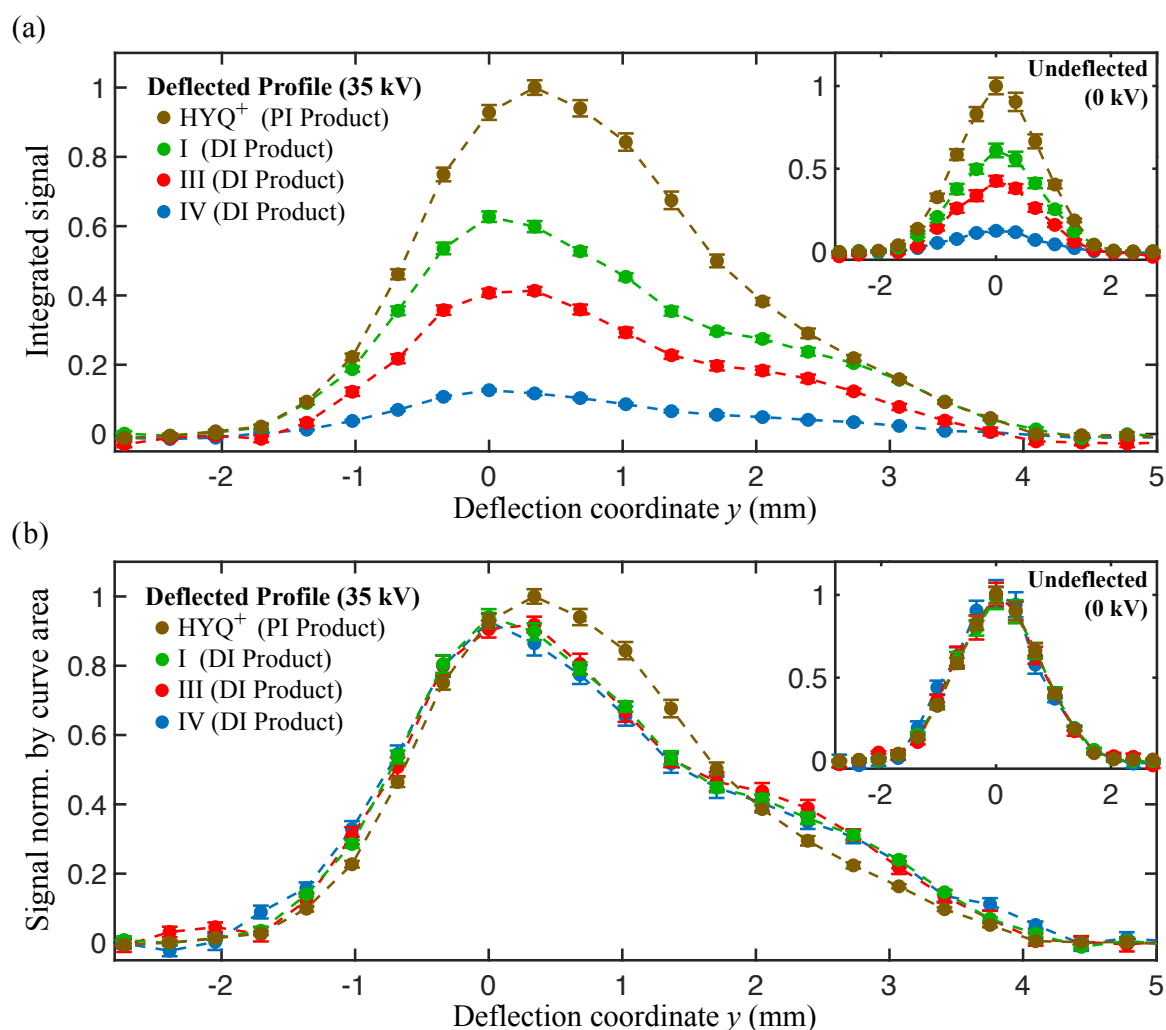 (a)
Deflected Profile (35 kV)
HYQ⁺ (PI Product)
I (DI Product)
III (DI Product)
IV (DI Product)
Undeflected
(0 kV)
1
0.5
0
-2 0 2
Integrated signal
1
0.8
0.6
0.4
0.2
0
-2 -1 0 1 2 3 4 5
Deflection coordinate y (mm)
(b)
Deflected Profile (35 kV)
HYQ⁺ (PI Product)
I (DI Product)
III (DI Product)
IV (DI Product)
Undeflected
(0 kV)
1
0.5
0
-2 0 2
Signal norm. by curve area
1
0.8
0.6
0.4
0.2
0
-2 -1 0 1 2 3 4 5
Deflection coordinate y (mm)